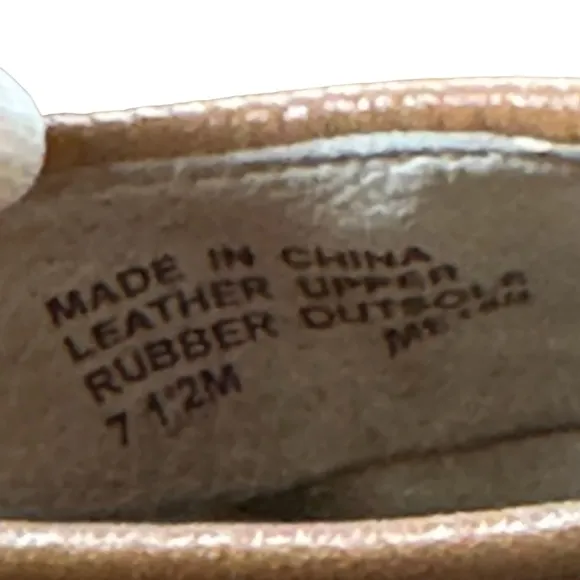 MADE IN CHINA
LEATHER UPPER
RUBBER OUTSOLE
7 1/2M